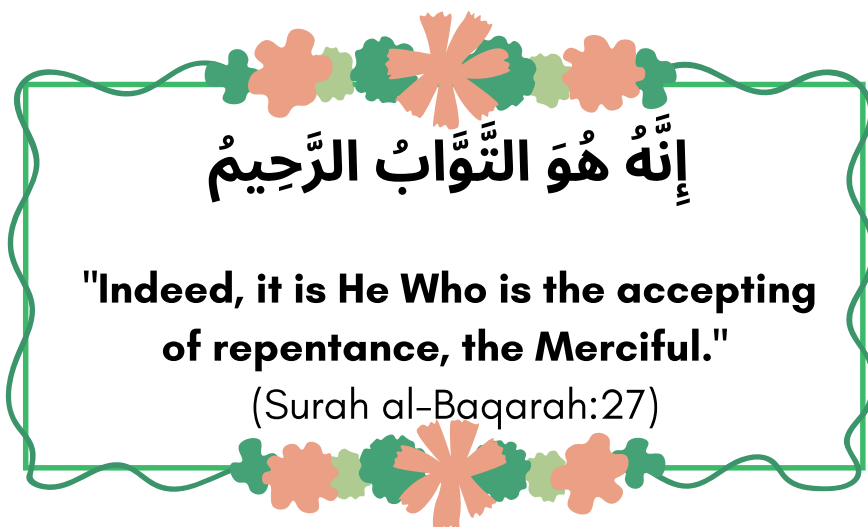 إِنَّهُ هُوَ التَّوَّابُ الرَّحِيمُ
"Indeed, it is He Who is the accepting
of repentance, the Merciful."
(Surah al-Baqarah:27)